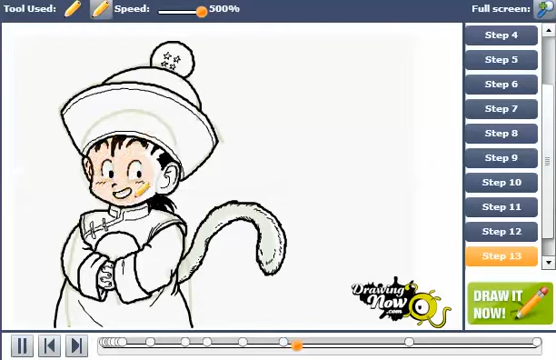 Tool Used:
Speed:
500%
Full screen:
Step 4
Step 5
Step 6
Step 7
Step 8
Step 9
Step 10
Step 11
Step 12
Step 13
DRAW IT
NOW!
Drawing
Now
.com